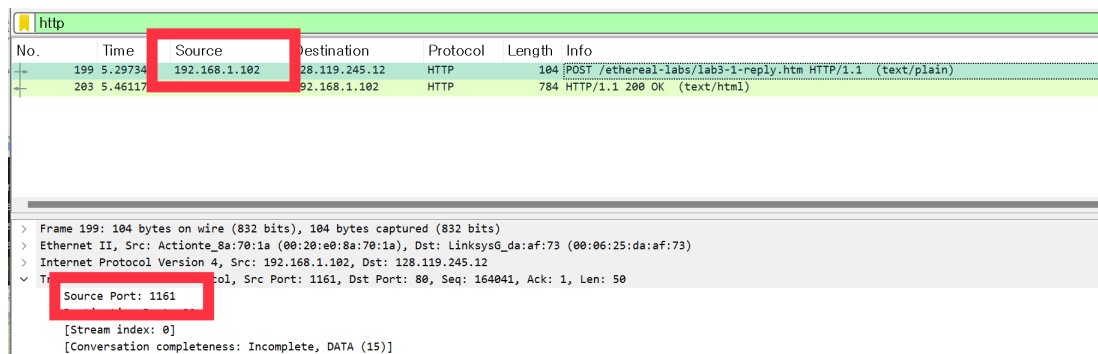 http
No. Time Source Destination Protocol Length Info
199 5.29734 192.168.1.102 128.119.245.12 HTTP 104 POST /ethereal-labs/lab3-1-reply.htm HTTP/1.1 (text/plain)
203 5.46117 192.168.1.102 HTTP 784 HTTP/1.1 200 OK (text/html)
Frame 199: 104 bytes on wire (832 bits), 104 bytes captured (832 bits)
Ethernet II, Src: Actionte_8a:70:1a (00:20:e0:8a:70:1a), Dst: LinksysG_da:af:73 (00:06:25:da:af:73)
Internet Protocol Version 4, Src: 192.168.1.102, Dst: 128.119.245.12
Src Port: 1161, Dst Port: 80, Seq: 164041, Ack: 1, Len: 50
Source Port: 1161
[Stream index: 0]
[Conversation completeness: Incomplete, DATA (15)]